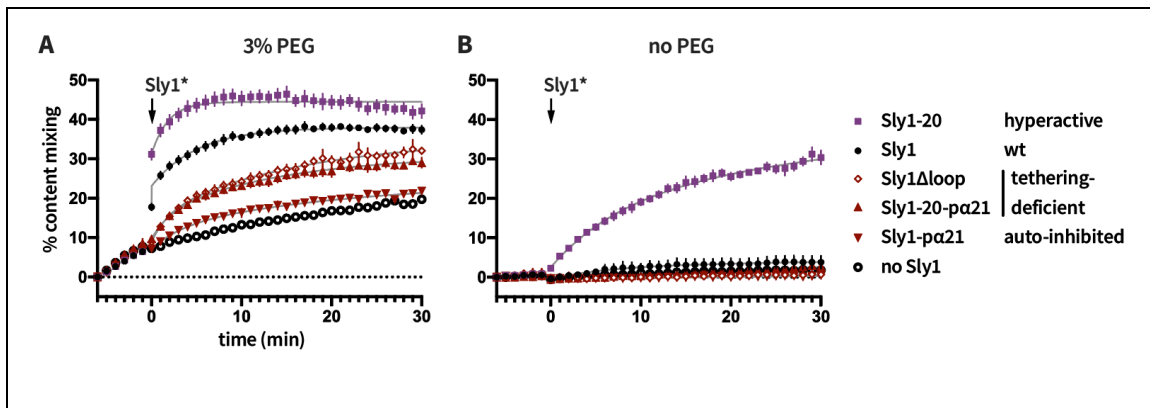 A
3% PEG
B
no PEG
Sly1*
Sly1*
% content mixing
50
40
30
20
10
0
0
10
20
30
time (min)
50
40
30
20
10
0
0
10
20
30
Sly1-20 hyperactive
Sly1 wt
Sly1Δloop tethering-
Sly1-20-pα21 deficient
Sly1-pα21 auto-inhibited
no Sly1